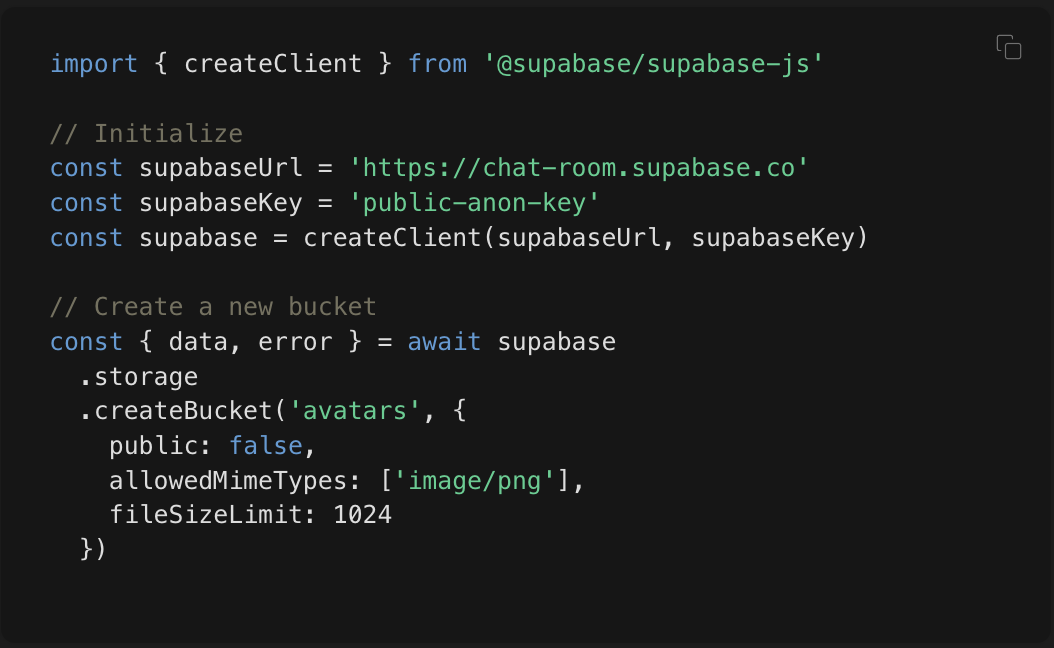 import { createClient } from '@supabase/supabase-js'
// Initialize
const supabaseUrl = 'https://chat-room.supabase.co'
const supabaseKey = 'public-anon-key'
const supabase = createClient(supabaseUrl, supabaseKey)
// Create a new bucket
const { data, error } = await supabase
  .storage
  .createBucket('avatars', {
    public: false,
    allowedMimeTypes: ['image/png'],
    fileSizeLimit: 1024
  })